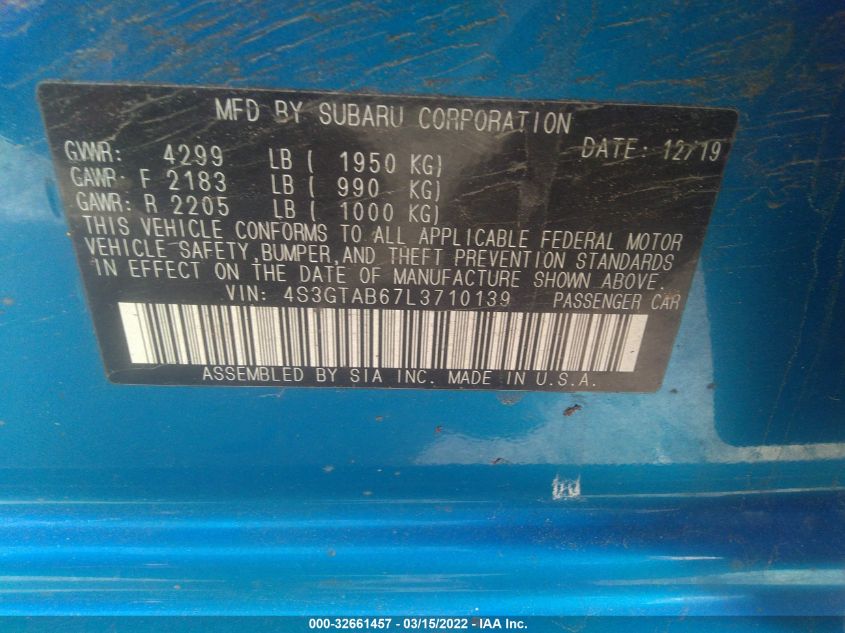 MFD BY SUBARU CORPORATION
GVWR: 4299 LB ( 1950 KG) DATE: 12/19
GAWR: F 2183 LB ( 990 KG)
GAWR: R 2205 LB ( 1000 KG)
THIS VEHICLE CONFORMS TO ALL APPLICABLE FEDERAL MOTOR
VEHICLE SAFETY, BUMPER, AND THEFT PREVENTION STANDARDS
IN EFFECT ON THE DATE OF MANUFACTURE SHOWN ABOVE.
VIN: 4S3GTAB67L3710139 PASSENGER CAR
ASSEMBLED BY SIA INC. MADE IN U.S.A.
000-32661457 - 03/15/2022 - IAA Inc.